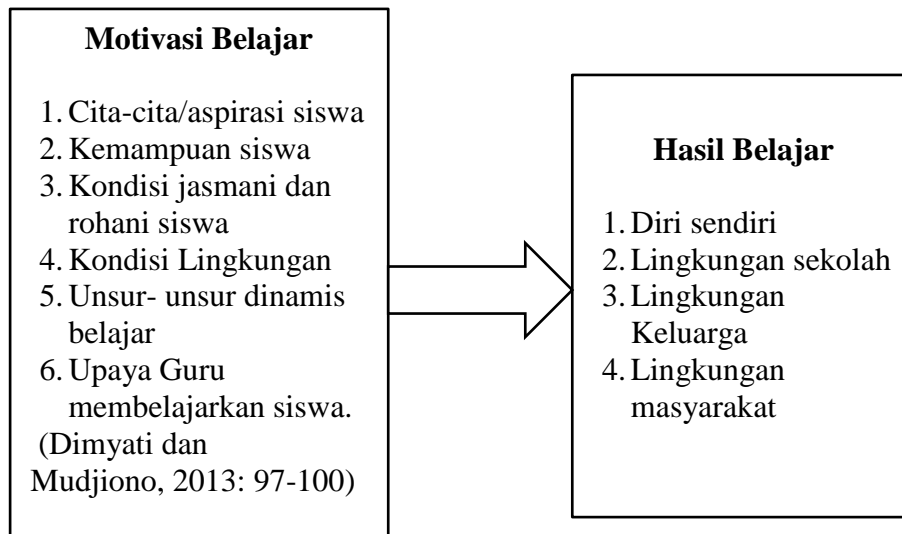 Motivasi Belajar
1. Cita-cita/aspirasi siswa
2. Kemampuan siswa
3. Kondisi jasmani dan
rohani siswa
4. Kondisi Lingkungan
5. Unsur- unsur dinamis
belajar
6. Upaya Guru
membelajarkan siswa.
(Dimyati dan
Mudjiono, 2013: 97-100)
Hasil Belajar
1. Diri sendiri
2. Lingkungan sekolah
3. Lingkungan
Keluarga
4. Lingkungan
masyarakat